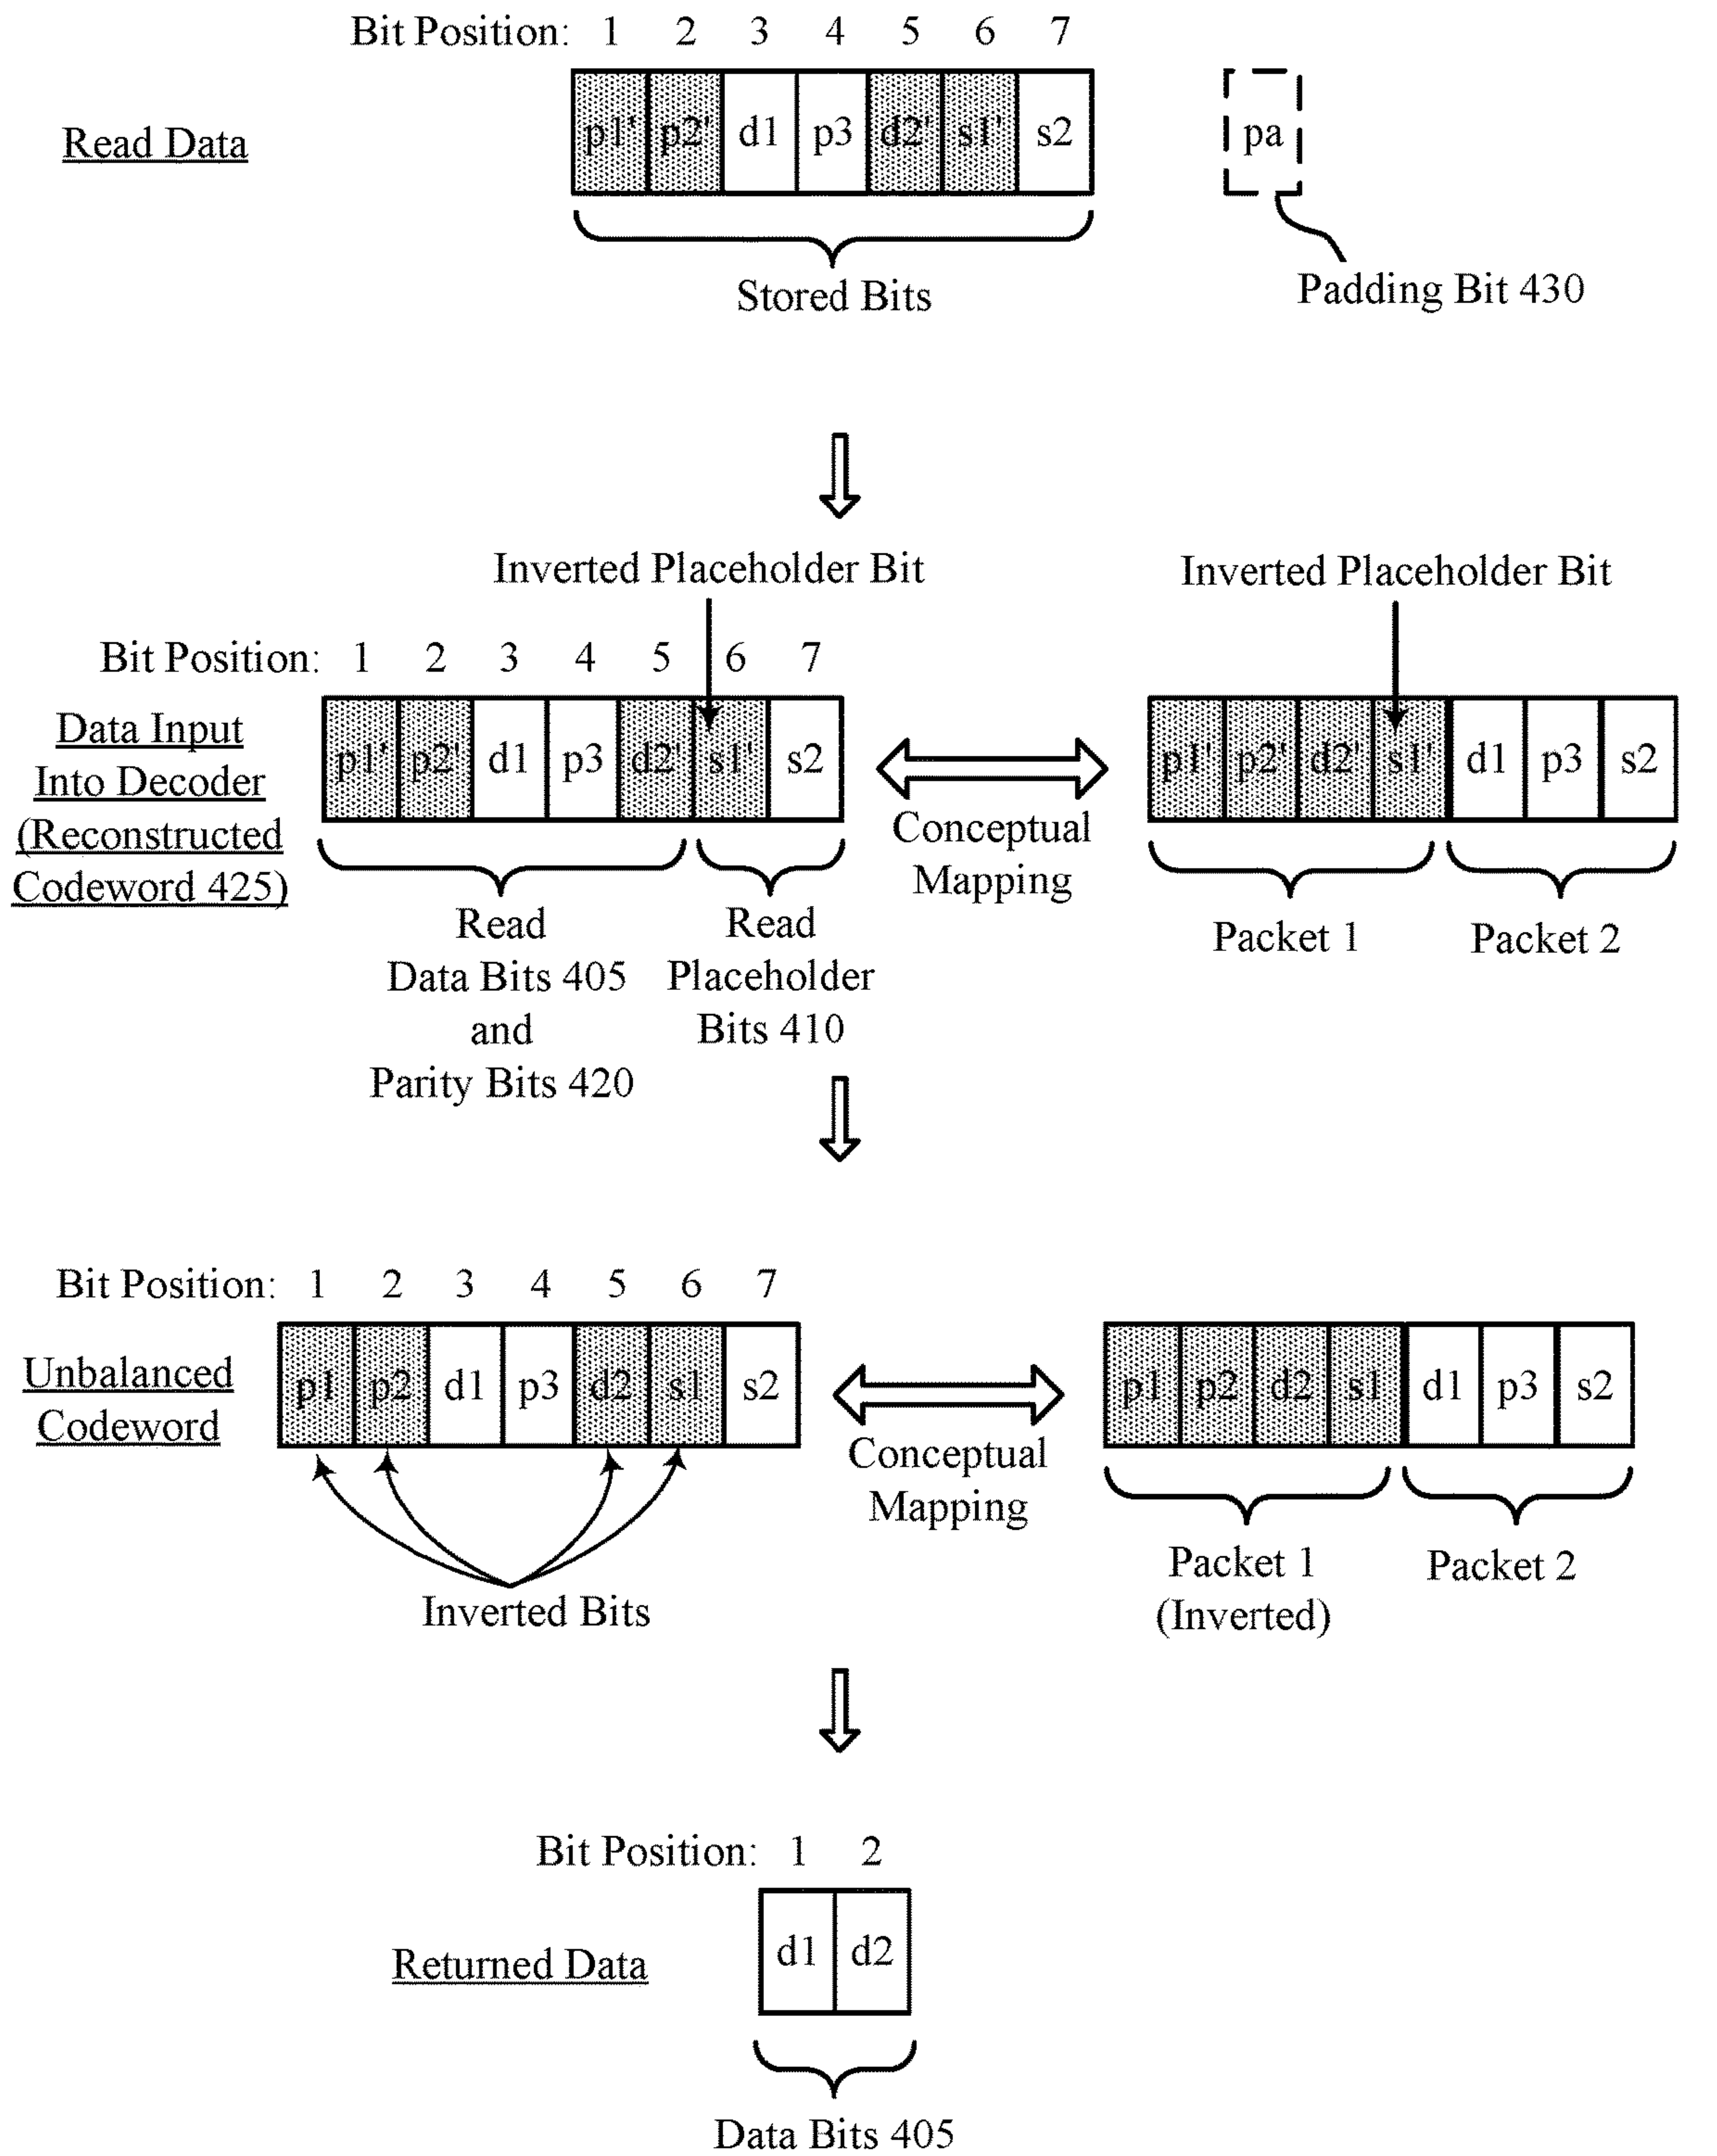 Bit Position: 1 2 3 4 5 6 7
Read Data
p1' p2' d1 p3 d2' s1' s2
pa
Stored Bits
Padding Bit 430
Inverted Placeholder Bit
Inverted Placeholder Bit
Bit Position: 1 2 3 4 5 6 7
Data Input
Into Decoder
(Reconstructed
Codeword 425)
p1' p2' d1 p3 d2' s1' s2
Conceptual
Mapping
p1' p2' d2' s1' d1 p3 s2
Read
Data Bits 405
and
Parity Bits 420
Read
Placeholder
Bits 410
Packet 1
Packet 2
Bit Position: 1 2 3 4 5 6 7
Unbalanced
Codeword
p1 p2 d1 p3 d2 s1 s2
Conceptual
Mapping
p1 p2 d2 s1 d1 p3 s2
Inverted Bits
Packet 1
(Inverted)
Packet 2
Bit Position: 1 2
Returned Data
d1 d2
Data Bits 405